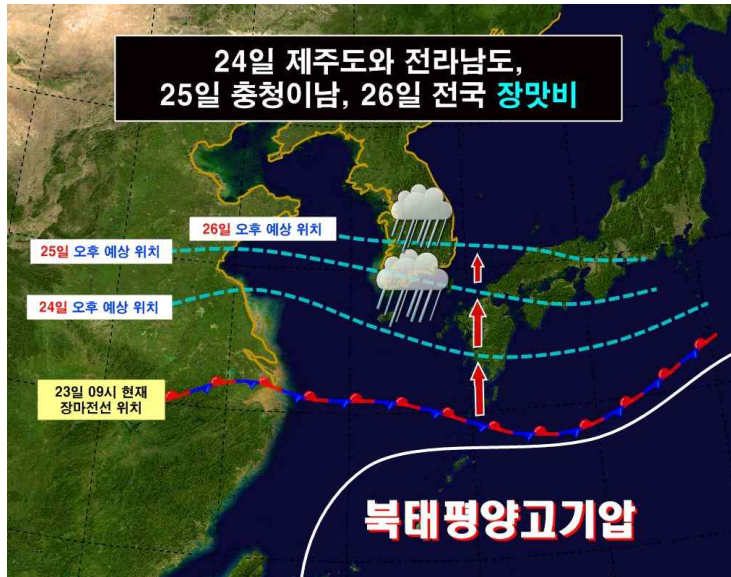 24일 제주도와 전라남도,
25일 충청이남, 26일 전국 장맛비
26일 오후 예상 위치
25일 오후 예상 위치
24일 오후 예상 위치
23일 09시 현재
장마전선 위치
북태평양고기압